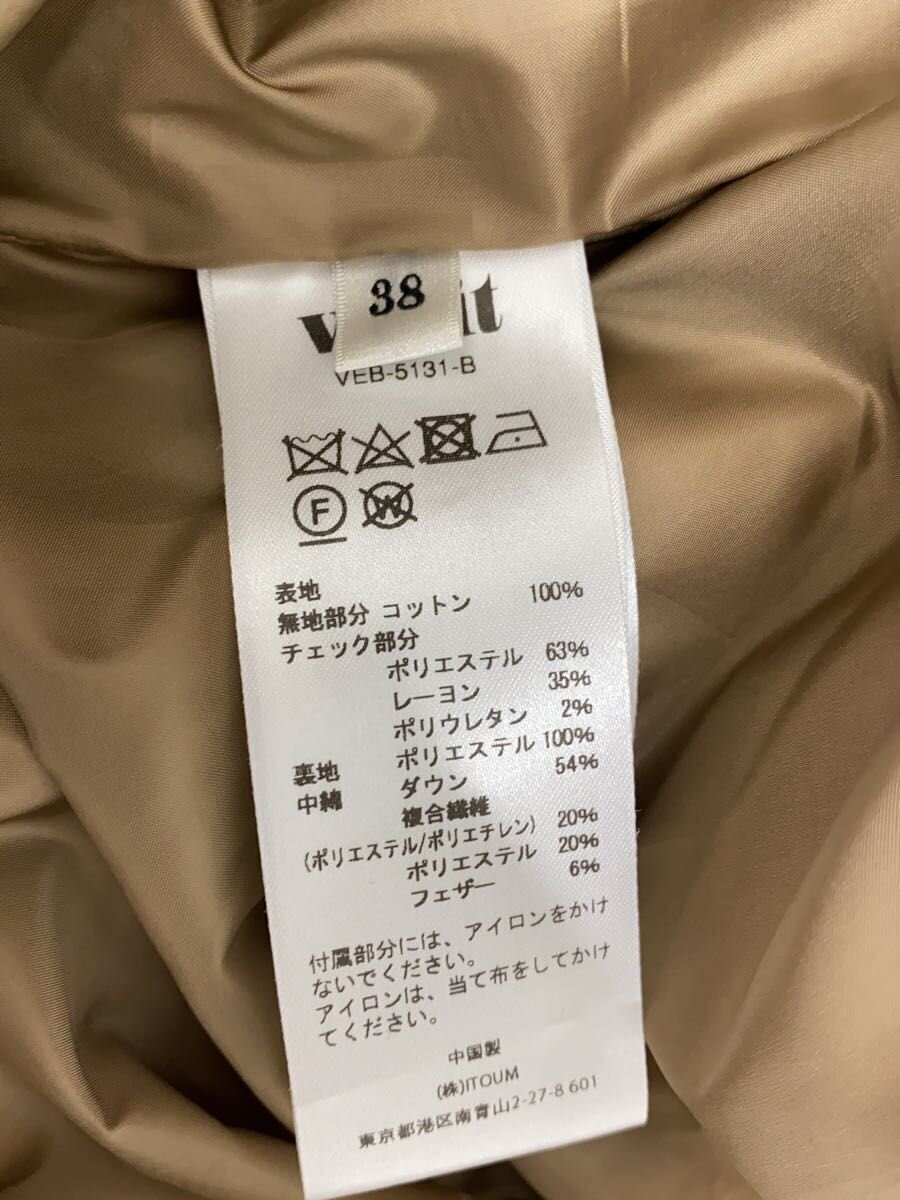 38
VEB-5131-B
F
W
表地
無地部分 コットン 100%
チェック部分
ポリエステル 63%
レーヨン 35%
ポリウレタン 2%
裏地 ポリエステル 100%
中綿 ダウン 54%
複合繊維
(ポリエステル/ポリエチレン) 20%
ポリエステル 20%
フェザー 6%
付属部分には、アイロンをかけ
ないでください。
アイロンは、当て布をしてかけ
てください。
中国製
(株)ITOUM
東京都港区南青山2-27-8 601